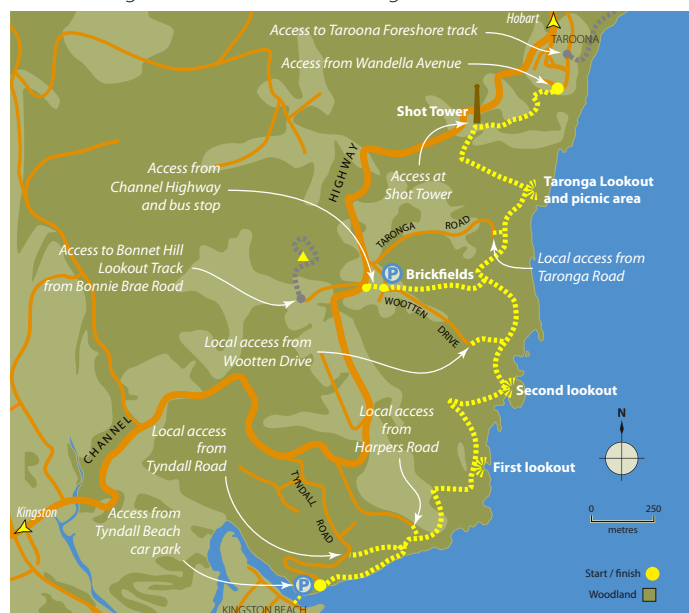 Hobart
Access to Taroona Foreshore track
TAROONA
Access from Wandella Avenue
Shot Tower
Access from
Channel Highway
and bus stop
HIGHWAY
Access at
Shot Tower
Taronga Lookout
and picnic area
TARONGA ROAD
Access to Bonnet Hill
Lookout Track
from Bonnie Brae Road
P
Brickfields
Local access from
Taronga Road
WOOTTEN DRIVE
Local access from
Wootten Drive
Second lookout
CHANNEL
Local access
from
Tyndall Road
Local access
from
Harpers Road
N
First lookout
TYNDALL ROAD
Kingston
Access from
Tyndall Beach
car park
0 250
metres
P
Start / finish
Woodland
KINGSTON BEACH